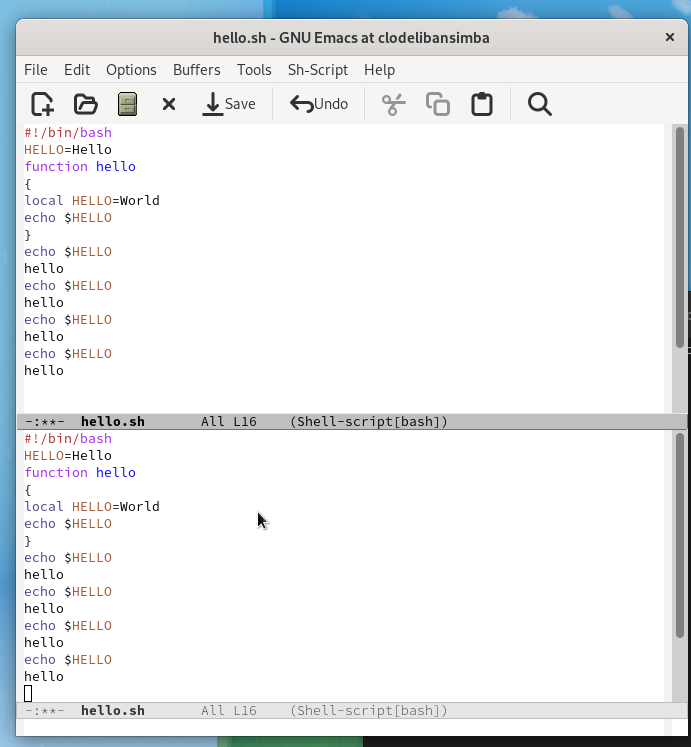 hello.sh - GNU Emacs at clodelibansimba
File Edit Options Buffers Tools Sh-Script Help
Save Undo
#!/bin/bash
HELLO=Hello
function hello
{
local HELLO=World
echo $HELLO
}
echo $HELLO
hello
echo $HELLO
hello
echo $HELLO
hello
echo $HELLO
hello
-:**- hello.sh All L16 (Shell-script[bash])
#!/bin/bash
HELLO=Hello
function hello
{
local HELLO=World
echo $HELLO
}
echo $HELLO
hello
echo $HELLO
hello
echo $HELLO
hello
echo $HELLO
hello
-:**- hello.sh All L16 (Shell-script[bash])